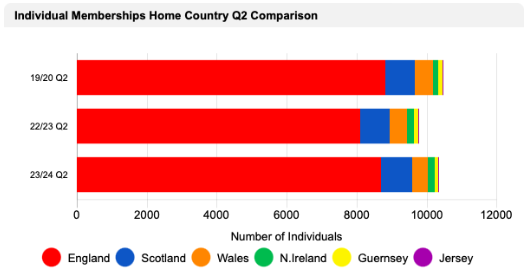 Individual Memberships Home Country Q2 Comparison
19/20 Q2
22/23 Q2
23/24 Q2
0 2000 4000 6000 8000 10000 12000
Number of Individuals
England Scotland Wales N.Ireland Guernsey Jersey